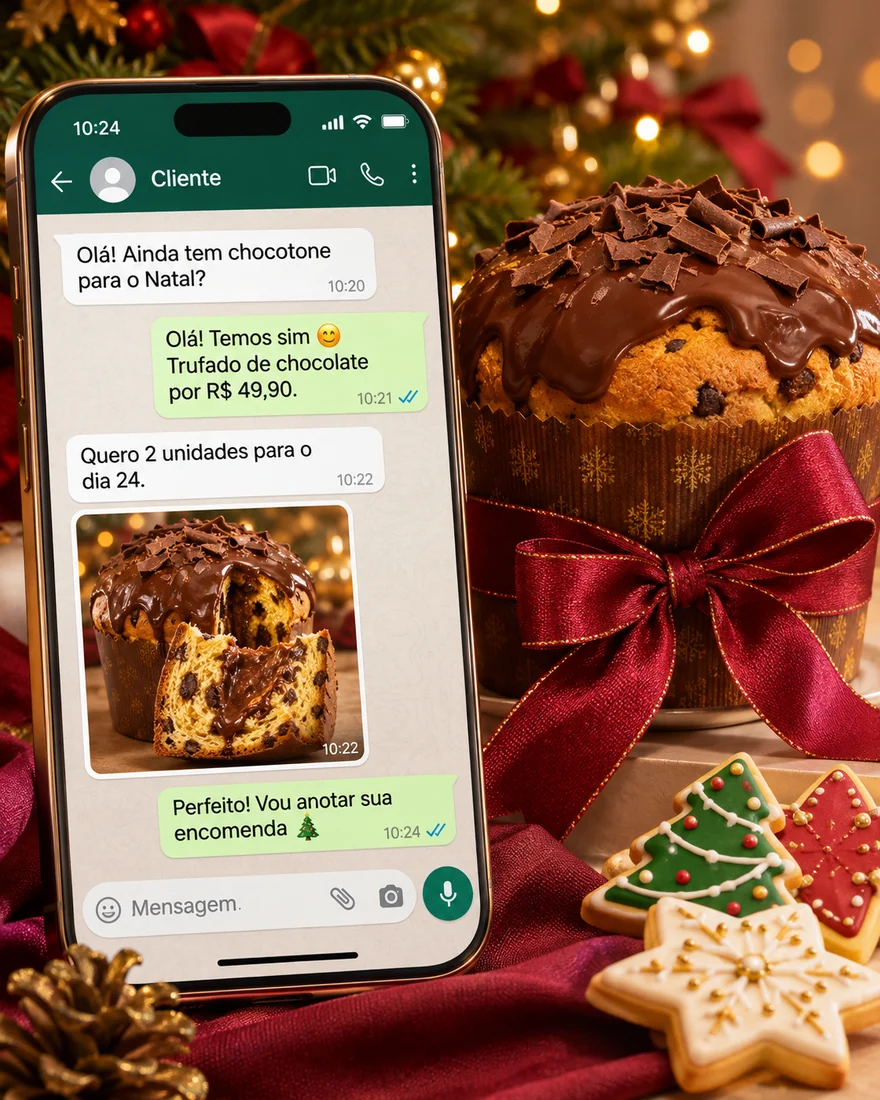 10:24
Cliente
Olá! Ainda tem chocotone
para o Natal?
10:20
Olá! Temos sim 😊
Trufado de chocolate
por R$ 49,90.
10:21
Quero 2 unidades para o
dia 24.
10:22
10:22
Perfeito! Vou anotar sua
encomenda 🎄
10:24
Mensagem.